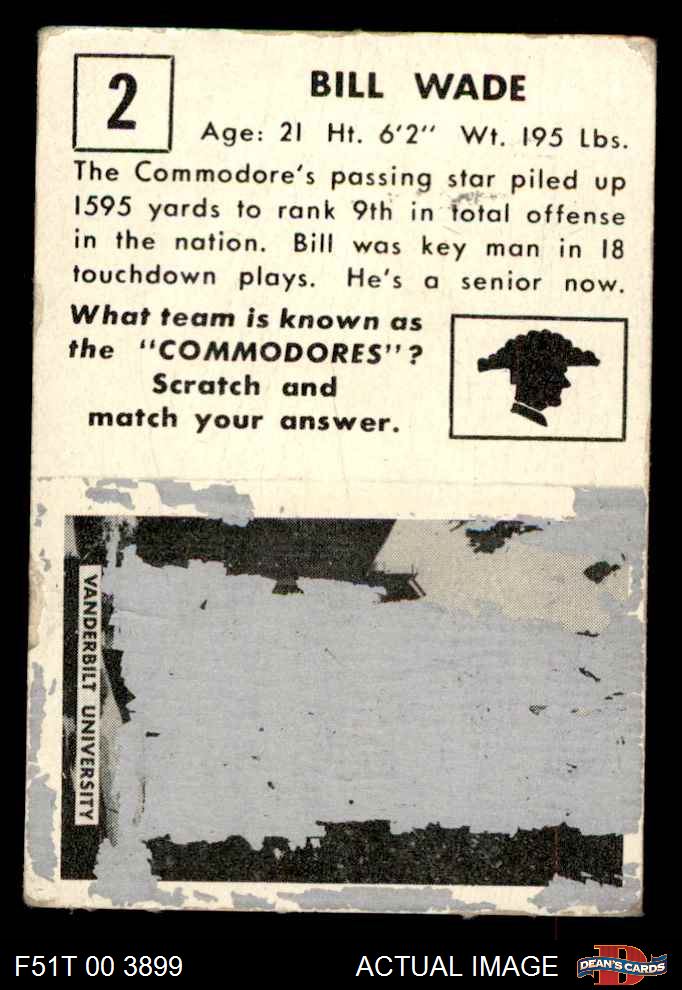 2
BILL WADE
Age: 21 Ht. 6'2" Wt. 195 Lbs.
The Commodore's passing star piled up
1595 yards to rank 9th in total offense
in the nation. Bill was key man in 18
touchdown plays. He's a senior now.
What team is known as
the "COMMODORES"?
Scratch and
match your answer.
VANDERBILT UNIVERSITY
F51T 00 3899
ACTUAL IMAGE
DEAN'S CARDS